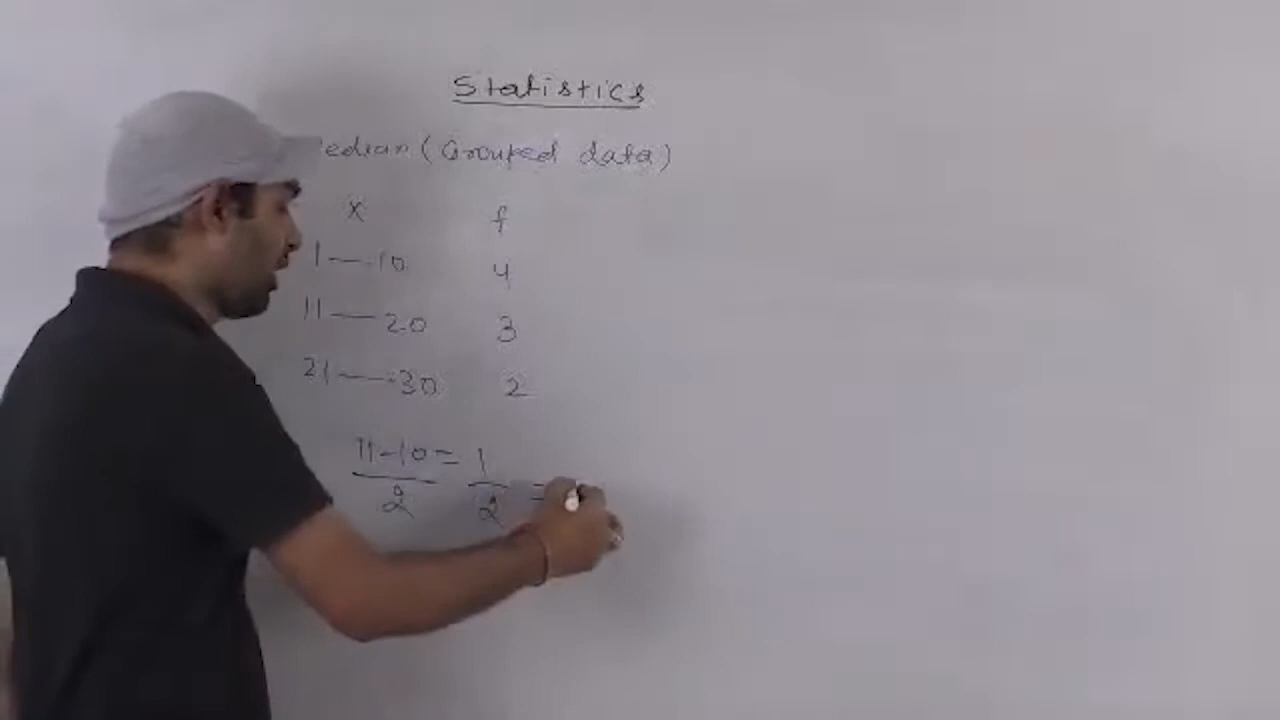 Statistics
edian (Grouped data)
x f
1 — 10 4
11 — 20 3
21 — 30 2
11-10 = 1
2 2 =